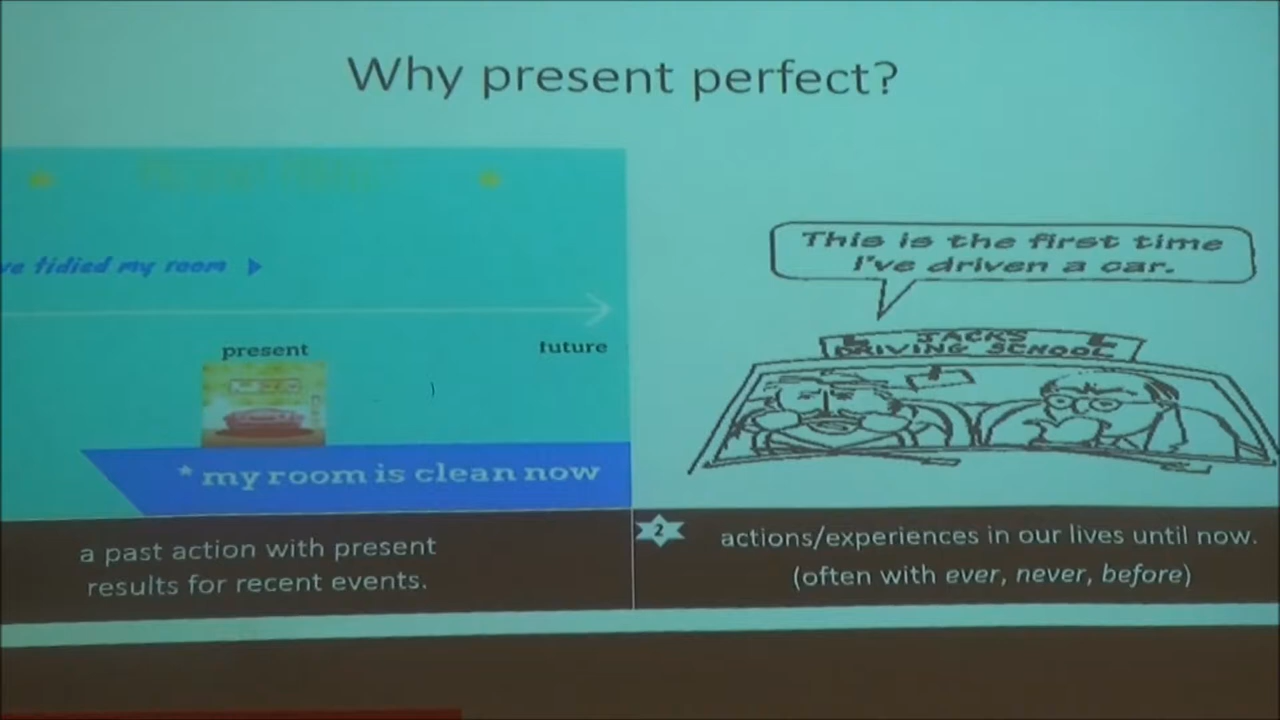 Why present perfect?
ve tidied my room
present
future
* my room is clean now
a past action with present
results for recent events.
This is the first time
I've driven a car.
L JACKS L
DRIVING SCHOOL
2
actions/experiences in our lives until now.
(often with ever, never, before)